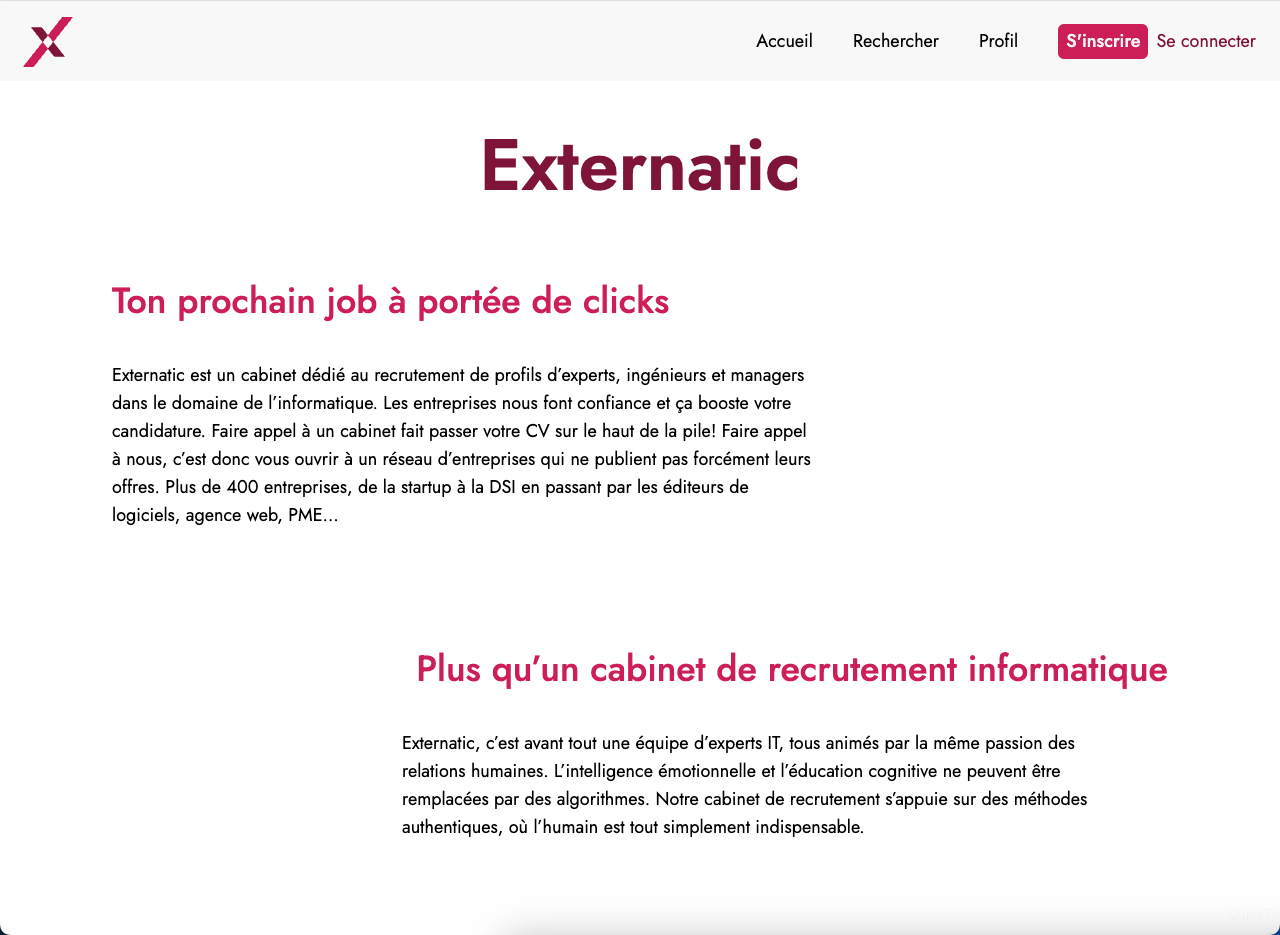 Accueil Rechercher Profil S'inscrire Se connecter
Externatic
Ton prochain job à portée de clicks
Externatic est un cabinet dédié au recrutement de profils d’experts, ingénieurs et managers
dans le domaine de l’informatique. Les entreprises nous font confiance et ça booste votre
candidature. Faire appel à un cabinet fait passer votre CV sur le haut de la pile! Faire appel
à nous, c’est donc vous ouvrir à un réseau d’entreprises qui ne publient pas forcément leurs
offres. Plus de 400 entreprises, de la startup à la DSI en passant par les éditeurs de
logiciels, agence web, PME…
Plus qu’un cabinet de recrutement informatique
Externatic, c’est avant tout une équipe d’experts IT, tous animés par la même passion des
relations humaines. L’intelligence émotionnelle et l’éducation cognitive ne peuvent être
remplacées par des algorithmes. Notre cabinet de recrutement s’appuie sur des méthodes
authentiques, où l’humain est tout simplement indispensable.